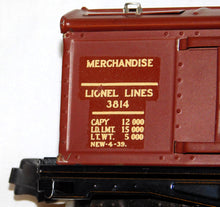 MERCHANDISE
LIONEL LINES
3814
CAPY 12 000
LD. LMT. 15 000
LT. WT. 5 000
NEW-4-39.